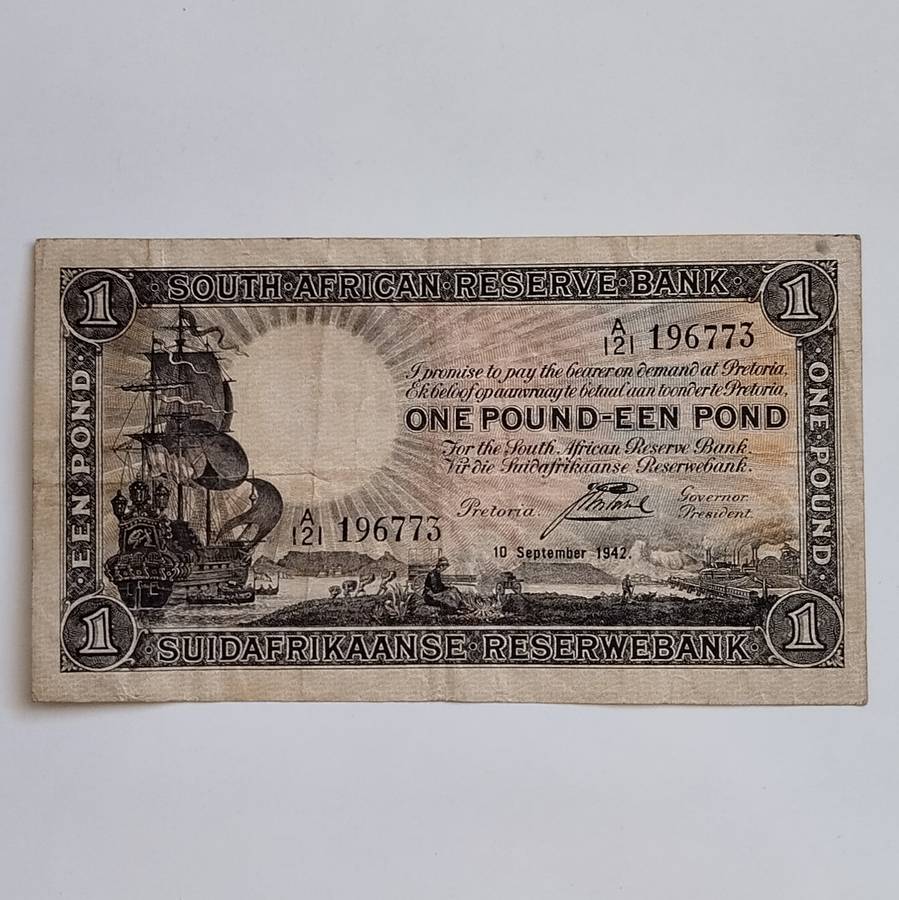 1
SOUTH·AFRICAN·RESERVE·BANK
1
A
121 196773
I promise to pay the bearer on demand at Pretoria,
Ek beloof op aanvraag te betaal aan toonder te Pretoria,
ONE POUND-EEN POND
For the South African Reserve Bank.
Vir die Suidafrikaanse Reserwebank.
Pretoria.
Governor
President
10 September 1942.
A
121 196773
EEN·POND
ONE·POUND
1
SUIDAFRIKAANSE·RESERWEBANK
1